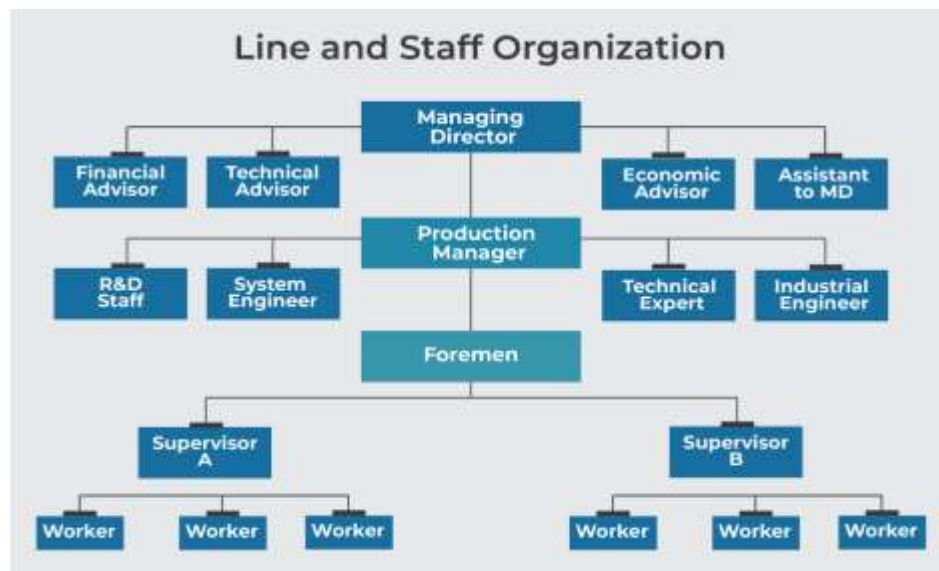 Line and Staff Organization
Managing
Director
Financial
Advisor
Technical
Advisor
Economic
Advisor
Assistant
to MD
Production
Manager
R&D
Staff
System
Engineer
Technical
Expert
Industrial
Engineer
Foremen
Supervisor
A
Supervisor
B
Worker
Worker
Worker
Worker
Worker
Worker